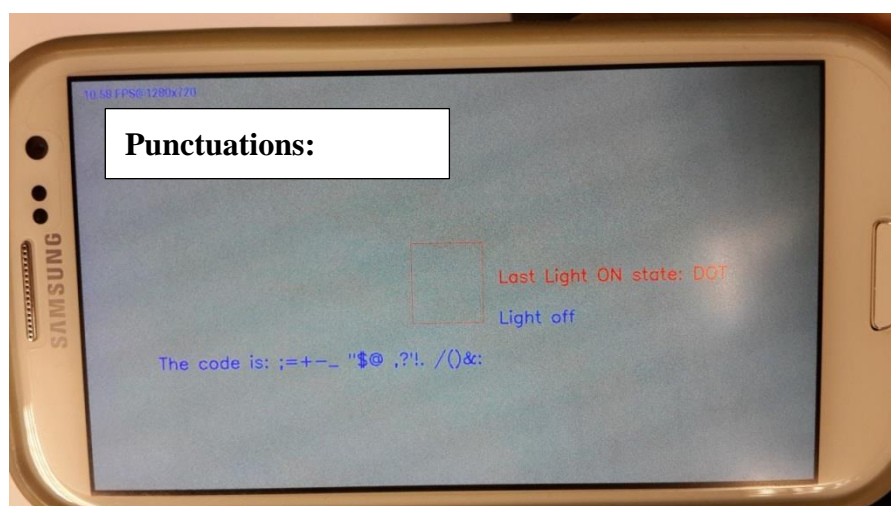 10.58 FPS@1280x720
Punctuations:
SAMSUNG
Last Light ON state: DOT
Light off
The code is: ;=+-_ "$@ ,?'!. /()&: